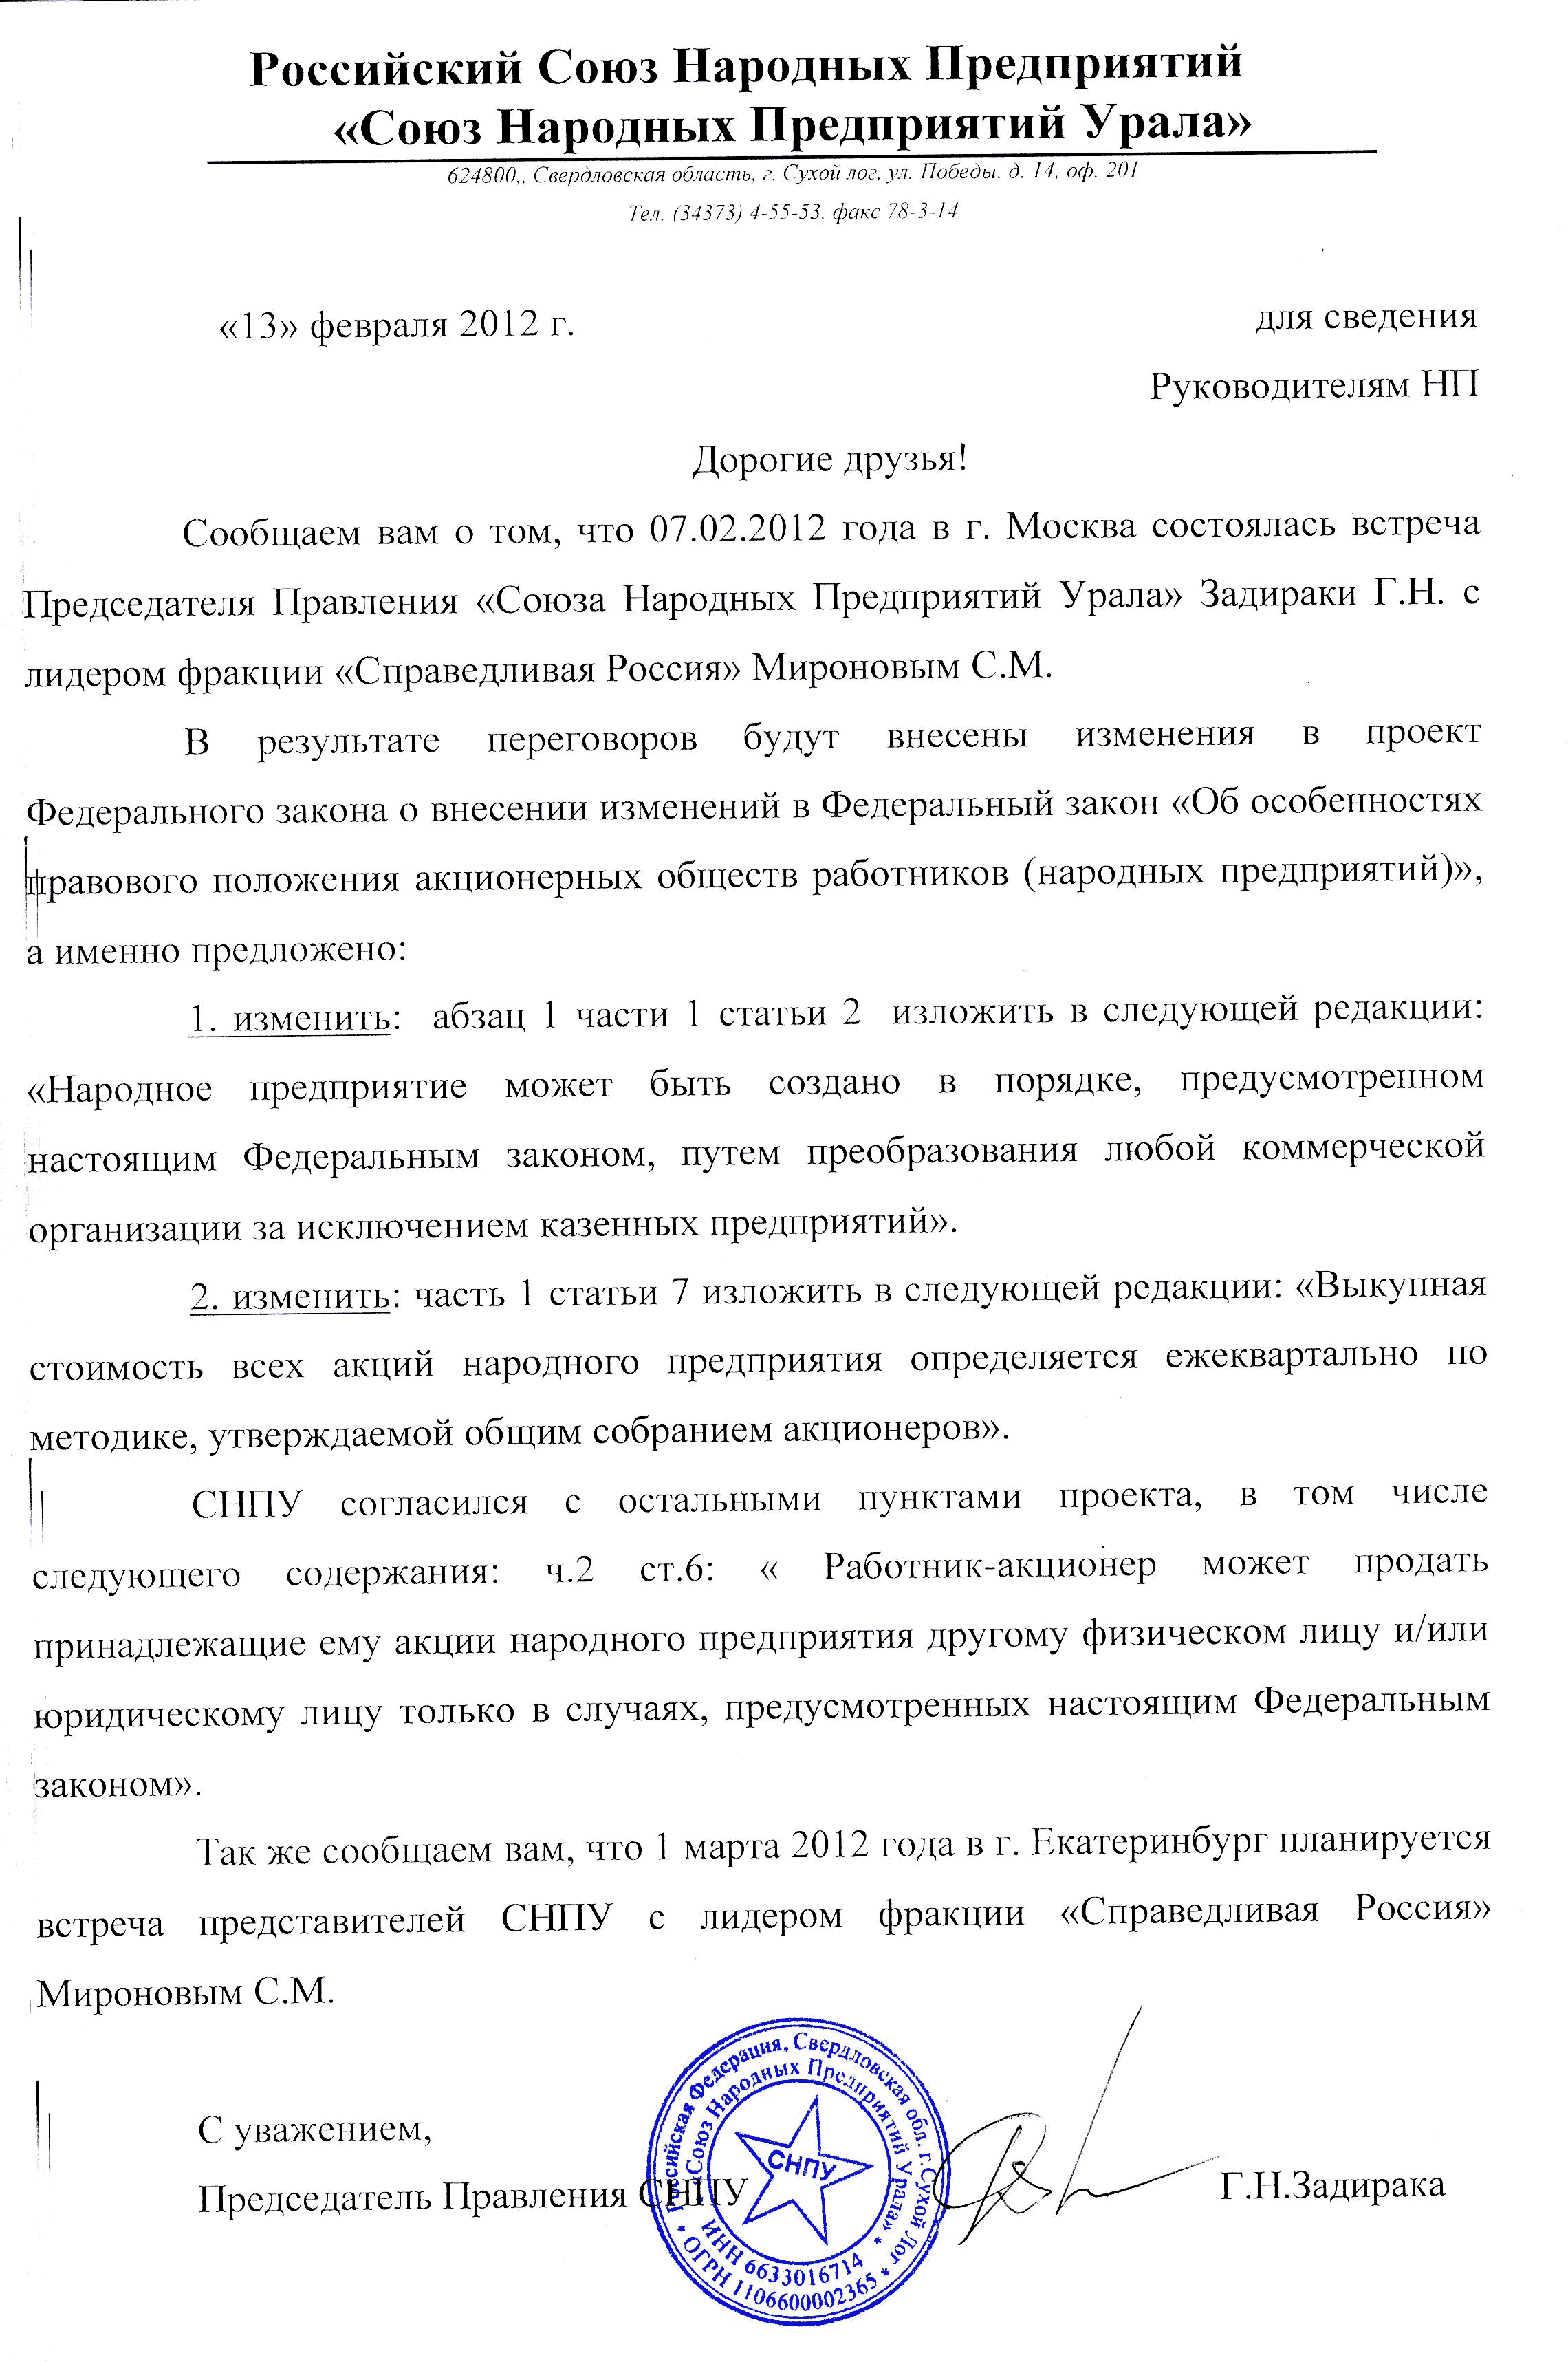 Российский Союз Народных Предприятий
«Союз Народных Предприятий Урала»
624800,, Свердловская область, г. Сухой лог, ул. Победы, д. 14, оф. 201
Тел. (34373) 4-55-53, факс 78-3-14
«13» февраля 2012 г. для сведения
Руководителям НП
Дорогие друзья!
Сообщаем вам о том, что 07.02.2012 года в г. Москва состоялась встреча
Председателя Правления «Союза Народных Предприятий Урала» Задираки Г.Н. с
лидером фракции «Справедливая Россия» Мироновым С.М.
В результате переговоров будут внесены изменения в проект
Федерального закона о внесении изменений в Федеральный закон «Об особенностях
правового положения акционерных обществ работников (народных предприятий)»,
а именно предложено:
1. изменить: абзац 1 части 1 статьи 2 изложить в следующей редакции:
«Народное предприятие может быть создано в порядке, предусмотренном
настоящим Федеральным законом, путем преобразования любой коммерческой
организации за исключением казенных предприятий».
2. изменить: часть 1 статьи 7 изложить в следующей редакции: «Выкупная
стоимость всех акций народного предприятия определяется ежеквартально по
методике, утверждаемой общим собранием акционеров».
СНПУ согласился с остальными пунктами проекта, в том числе
следующего содержания: ч.2 ст.6: « Работник-акционер может продать
принадлежащие ему акции народного предприятия другому физическом лицу и/или
юридическому лицу только в случаях, предусмотренных настоящим Федеральным
законом».
Так же сообщаем вам, что 1 марта 2012 года в г. Екатеринбург планируется
встреча представителей СНПУ с лидером фракции «Справедливая Россия»
Мироновым С.М.
С уважением,
Председатель Правления СНПУ Г.Н.Задирака
Российская Федерация, Свердловская обл. г.Сухой Лог
* ОГРН 1106600002365 *
«Союз Народных Предприятий Урала» *
ИНН 6633016714
СНПУ